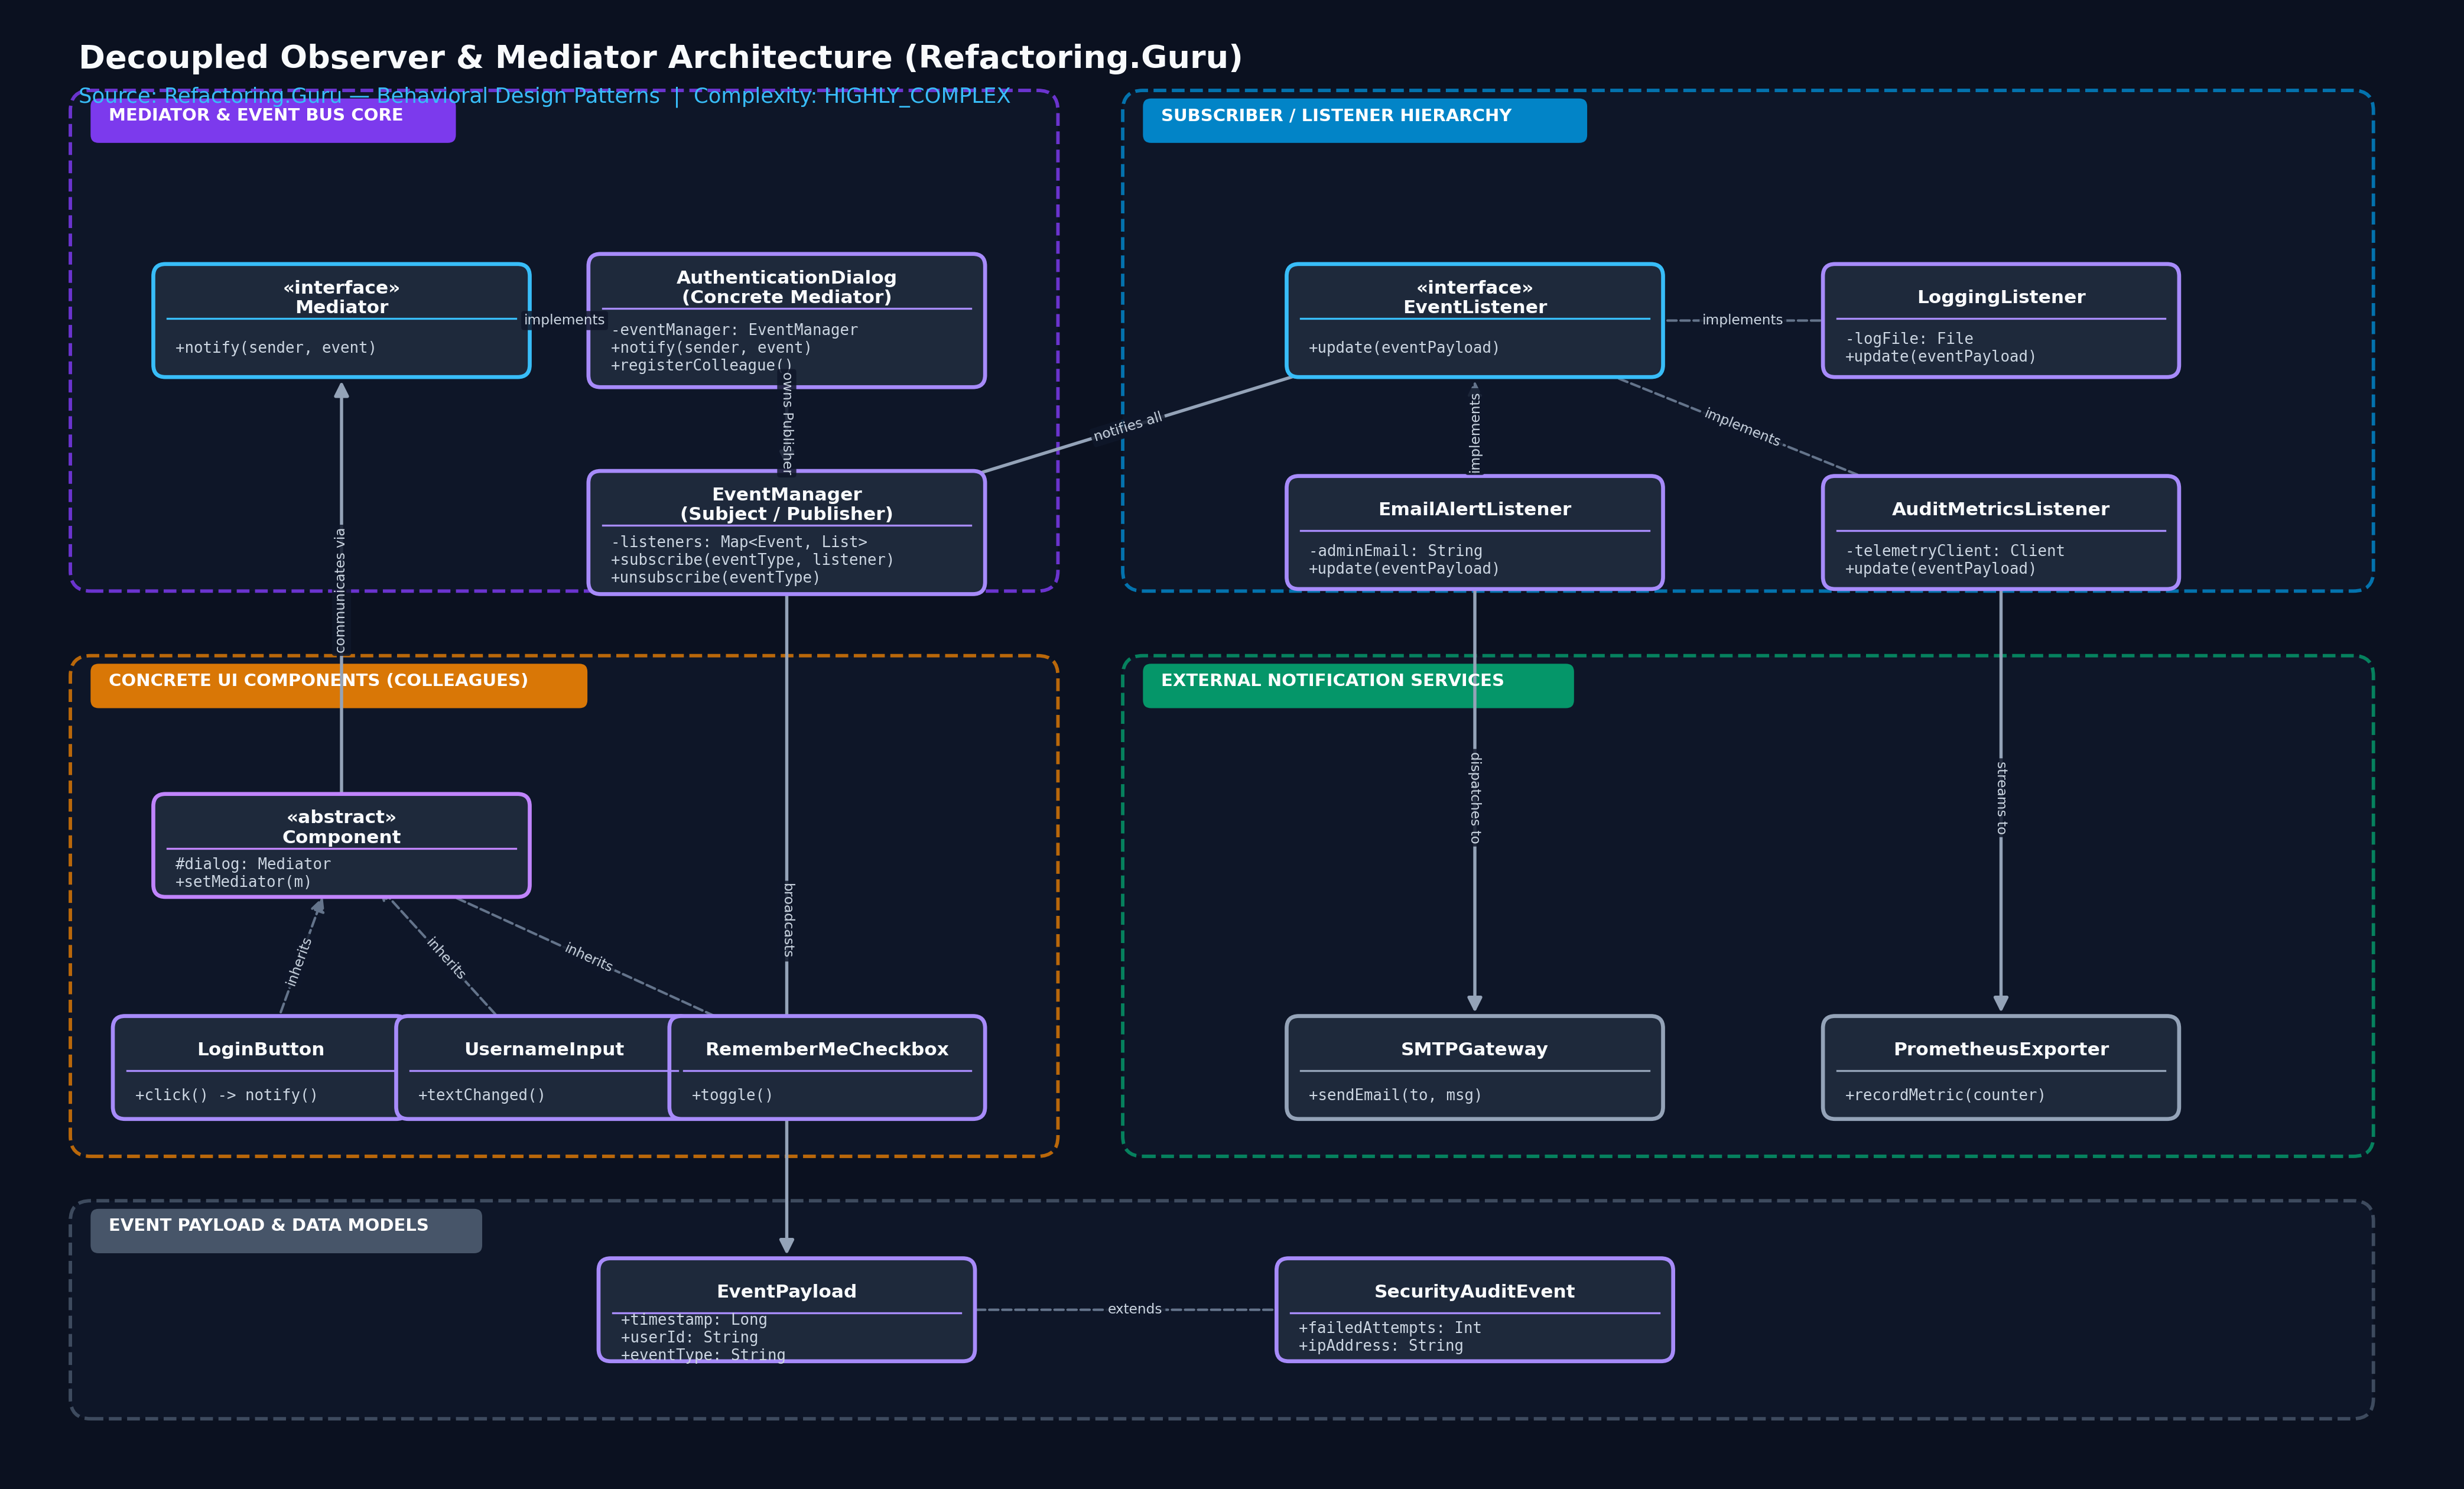 Decoupled Observer & Mediator Architecture (Refactoring.Guru)
Source: Refactoring.Guru — Behavioral Design Patterns | Complexity: HIGHLY_COMPLEX
MEDIATOR & EVENT BUS CORE
«interface»
Mediator
+notify(sender, event)
implements
AuthenticationDialog
(Concrete Mediator)
-eventManager: EventManager
+notify(sender, event)
+registerColleague()
owns Publisher
EventManager
(Subject / Publisher)
-listeners: Map<Event, List>
+subscribe(eventType, listener)
+unsubscribe(eventType)
notifies all
communicates via
SUBSCRIBER / LISTENER HIERARCHY
«interface»
EventListener
+update(eventPayload)
implements
LoggingListener
-logFile: File
+update(eventPayload)
implements
implements
EmailAlertListener
-adminEmail: String
+update(eventPayload)
AuditMetricsListener
-telemetryClient: Client
+update(eventPayload)
CONCRETE UI COMPONENTS (COLLEAGUES)
«abstract»
Component
#dialog: Mediator
+setMediator(m)
inherits
inherits
inherits
broadcasts
LoginButton
+click() -> notify()
UsernameInput
+textChanged()
RememberMeCheckbox
+toggle()
EXTERNAL NOTIFICATION SERVICES
dispatches to
streams to
SMTPGateway
+sendEmail(to, msg)
PrometheusExporter
+recordMetric(counter)
EVENT PAYLOAD & DATA MODELS
EventPayload
+timestamp: Long
+userId: String
+eventType: String
extends
SecurityAuditEvent
+failedAttempts: Int
+ipAddress: String